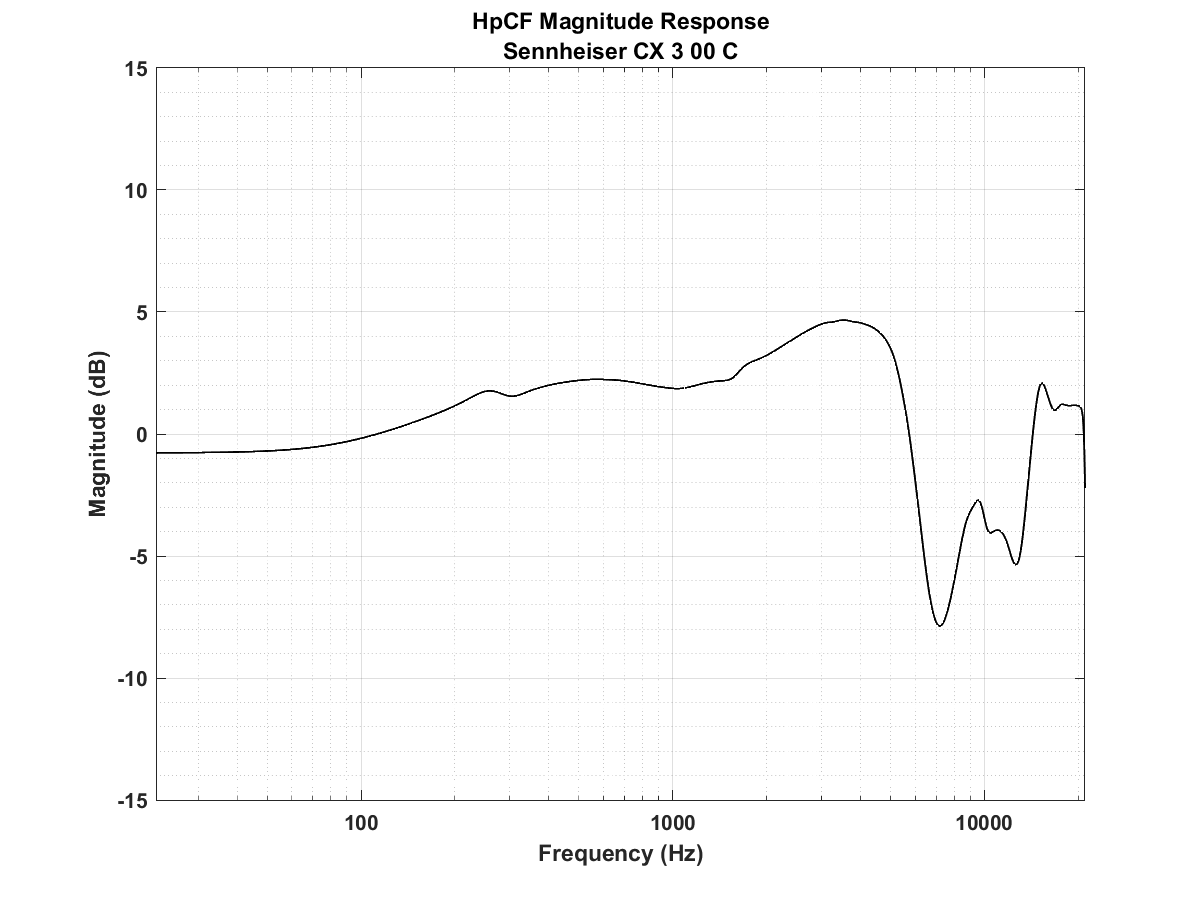 HpCF Magnitude Response
Sennheiser CX 3 00 C
15
10
5
0
-5
-10
-15
Magnitude (dB)
100
1000
10000
Frequency (Hz)